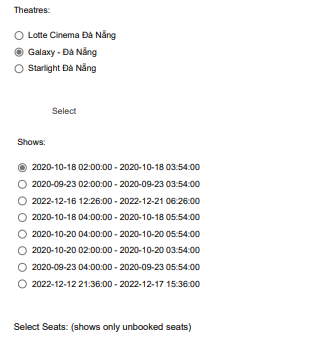 Theatres:
Lotte Cinema Đà Nẵng
Galaxy - Đà Nẵng
Starlight Đà Nẵng
Select
Shows:
2020-10-18 02:00:00 - 2020-10-18 03:54:00
2020-09-23 02:00:00 - 2020-09-23 03:54:00
2022-12-16 12:26:00 - 2022-12-21 06:26:00
2020-10-18 04:00:00 - 2020-10-18 05:54:00
2020-10-20 04:00:00 - 2020-10-20 05:54:00
2020-10-20 02:00:00 - 2020-10-20 03:54:00
2020-09-23 04:00:00 - 2020-09-23 05:54:00
2022-12-12 21:36:00 - 2022-12-17 15:36:00
Select Seats: (shows only unbooked seats)